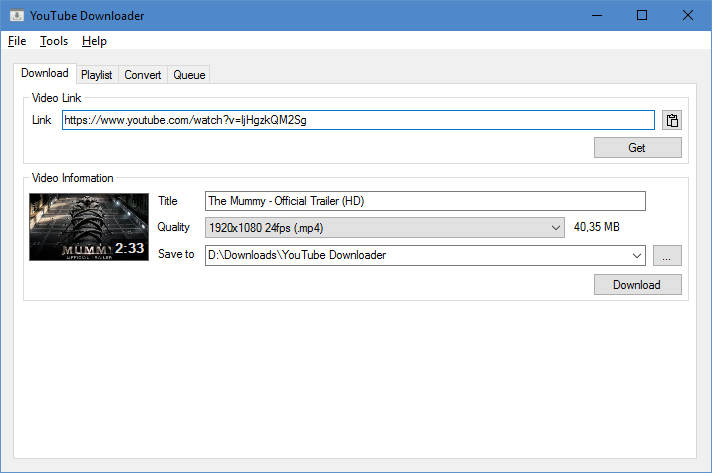 YouTube Downloader
File Tools Help
Download Playlist Convert Queue
Video Link
Link https://www.youtube.com/watch?v=IjHgzkQM2Sg
Get
Video Information
Title The Mummy - Official Trailer (HD)
MUMMY 2:33
OFFICIAL TRAILER
Quality 1920x1080 24fps (.mp4) 40,35 MB
Save to D:\Downloads\YouTube Downloader ...
Download